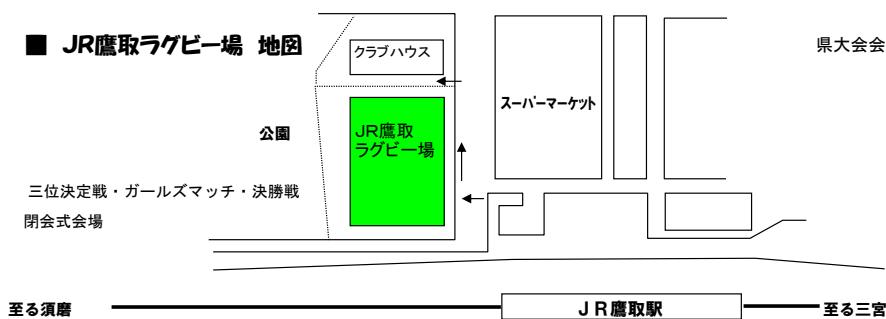 ■ JR鷹取ラグビー場 地図
県大会会
クラブハウス
スーパーマーケット
公園
JR鷹取
ラグビー場
三位決定戦・ガールズマッチ・決勝戦
閉会式会場
至る須磨
JR鷹取駅
至る三宮